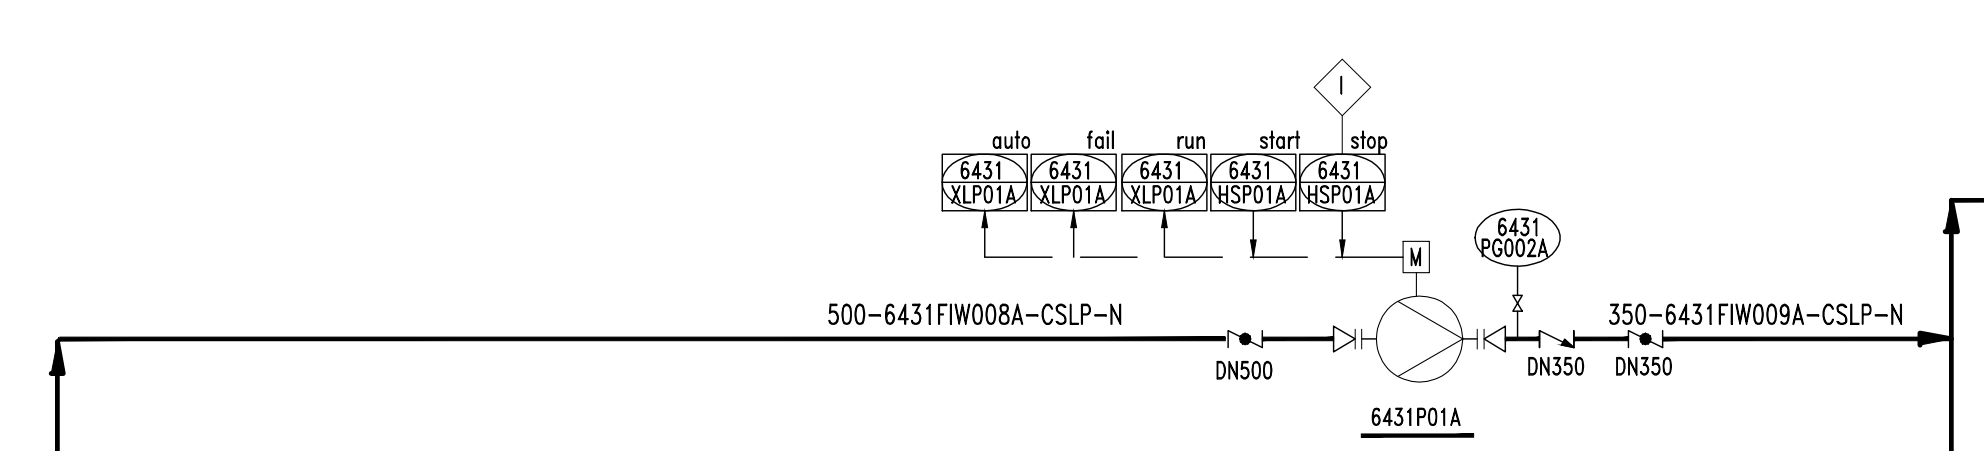 I
auto fail run start stop
6431 6431 6431 6431 6431
XLP01A XLP01A XLP01A HSP01A HSP01A
6431
PG002A
M
500-6431FIW008A-CSLP-N
350-6431FIW009A-CSLP-N
DN500
DN350
DN350
6431P01A